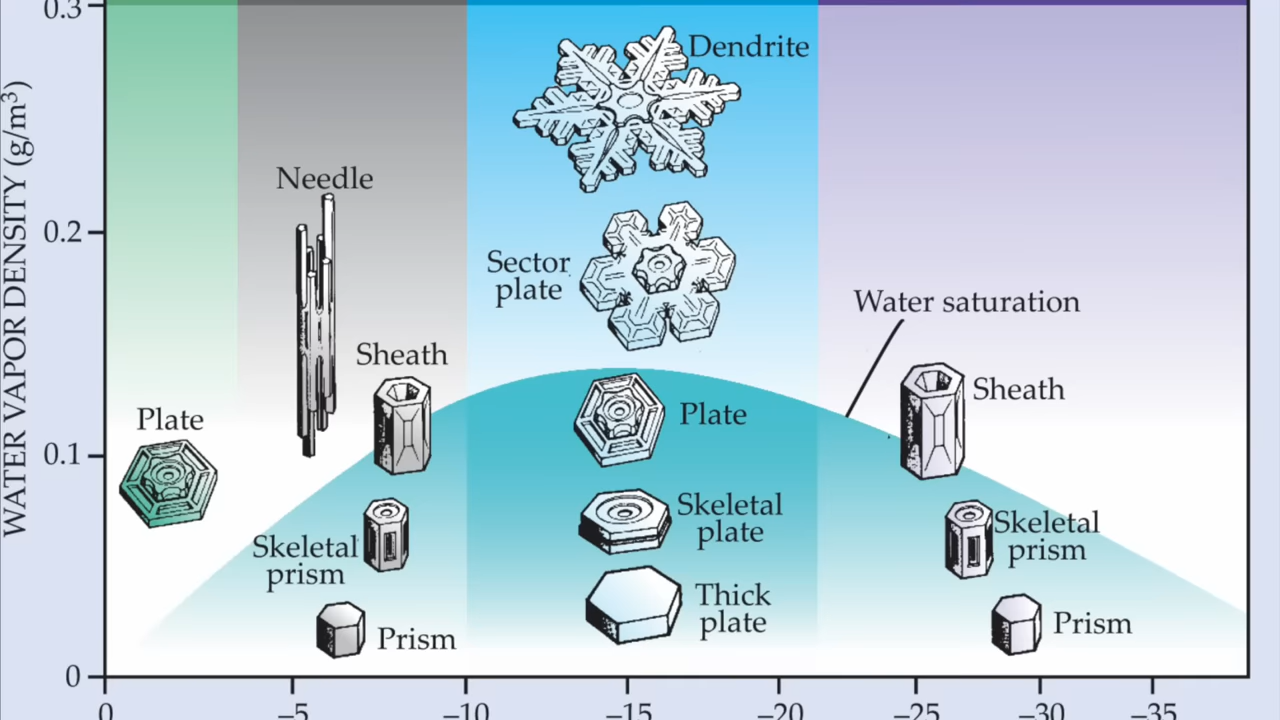 0.3
0.2
0.1
0
WATER VAPOR DENSITY (g/m³)
Dendrite
Needle
Sector
plate
Water saturation
Sheath
Sheath
Plate
Plate
Skeletal
plate
Skeletal
prism
Skeletal
prism
Thick
plate
Prism
Prism
0
–5
–10
–15
–20
–25
–30
–35